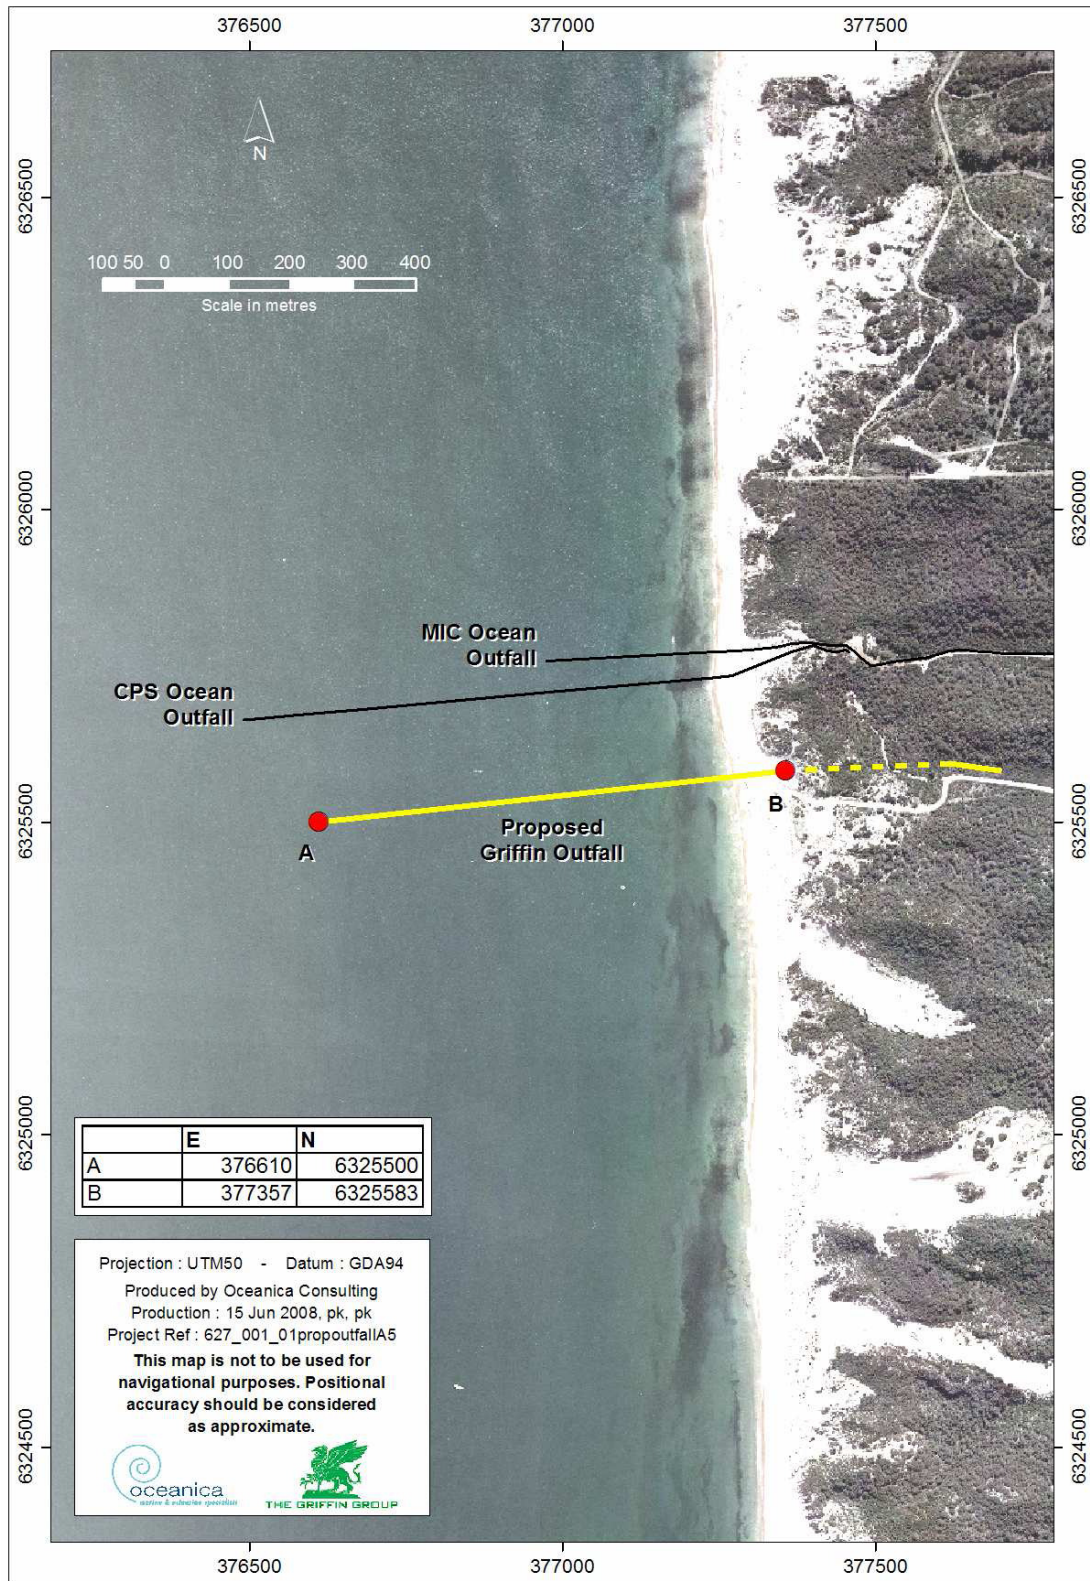 376500 377000 377500
N
6326500 6326500
100 50 0 100 200 300 400
Scale in metres
6326000 6326000
MIC Ocean
Outfall
CPS Ocean
Outfall
6325500 6325500
A
B
Proposed
Griffin Outfall
6325000 6325000
E N
A 376610 6325500
B 377357 6325583
Projection : UTM50 - Datum : GDA94
Produced by Oceanica Consulting
Production : 15 Jun 2008, pk, pk
Project Ref : 627_001_01propoutfallA5
This map is not to be used for
navigational purposes. Positional
accuracy should be considered
as approximate.
oceanica
marine & estuarine specialists
THE GRIFFIN GROUP
6324500 6324500
376500 377000 377500